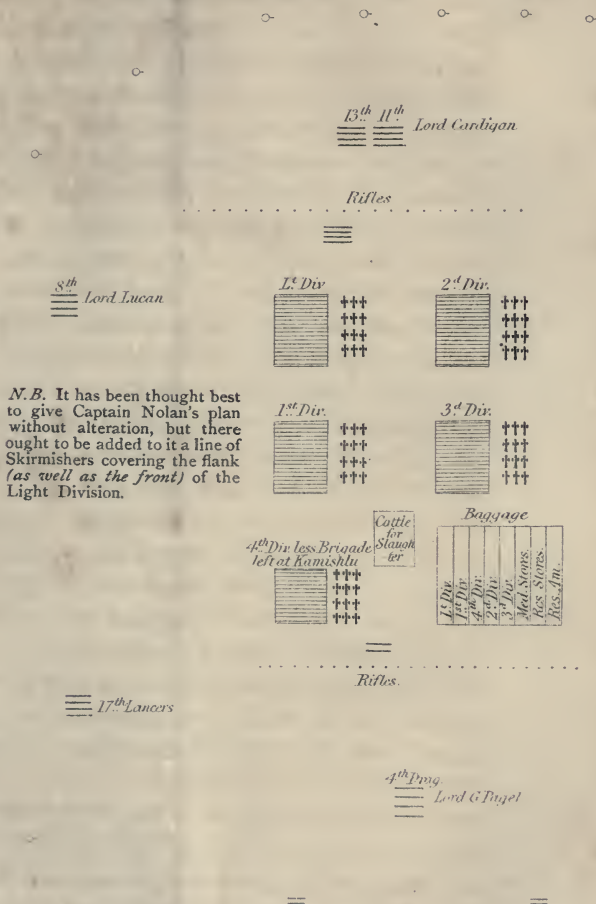 13th 11th
Lord Cardigan
Rifles
8th
Lord Lucan
Lt Div
2d Div.
N.B. It has been thought best
to give Captain Nolan's plan
without alteration, but there
ought to be added to it a line of
Skirmishers covering the flank
(as well as the front) of the
Light Division.
1st Div.
3d Div.
Cattle
for
Slaugh
-ter
Baggage
4th Div. less Brigade
left at Kamishlu
Lt Div.
1st Div
4th Div.
2d Div.
3d Div.
Med. Stores.
Res. Stores.
Res. Am.
Rifles.
17th Lancers
4th Drag.
Lord G Paget